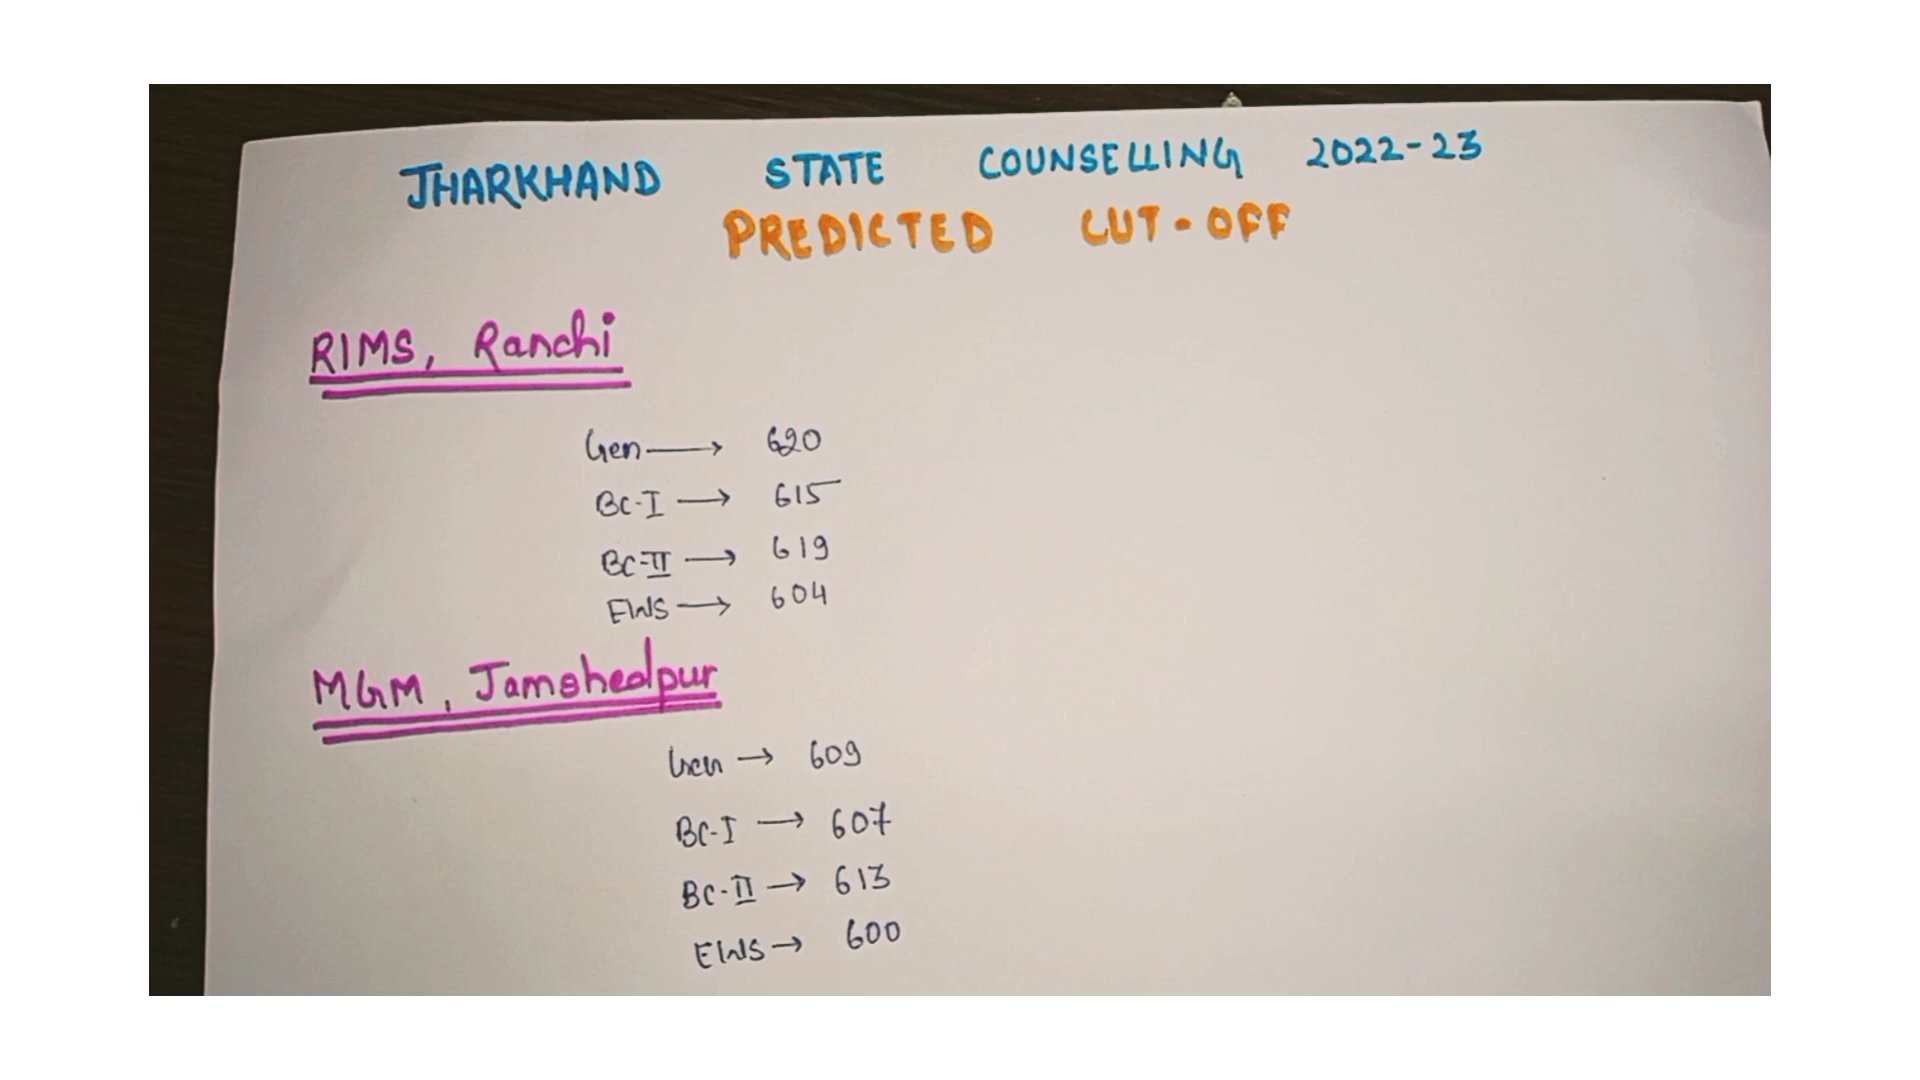 JHARKHAND STATE COUNSELLING 2022-23
PREDICTED CUT-OFF
RIMS, Ranchi
Gen → 620
BC-I → 615
BC-II → 619
EWS → 604
MGM, Jamshedpur
Gen → 609
BC-I → 607
BC-II → 613
EWS → 600